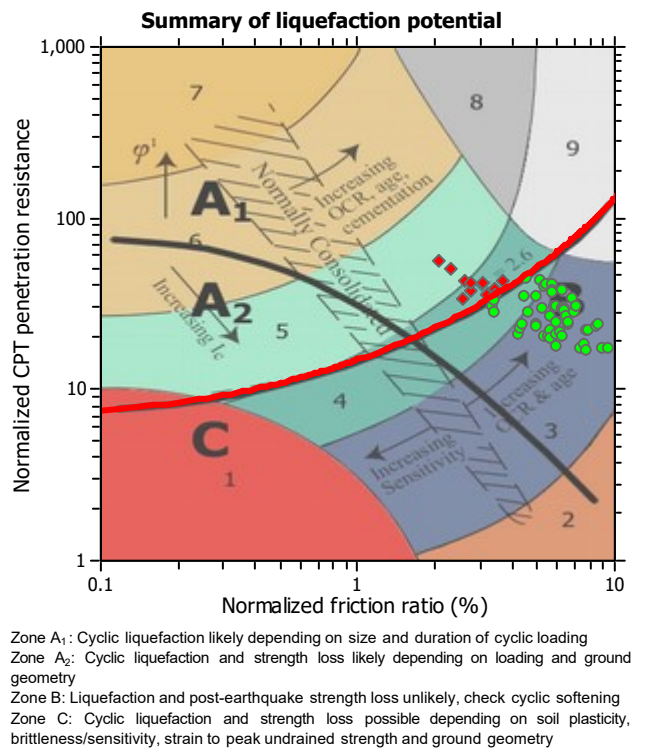 Summary of liquefaction potential
1,000
7
8
9
φ'
Increasing
OCR, age,
cementation
Normally Consolidated
A₁
100
6
2.6
A₂
Increasing Ic
5
10
4
Increasing
OCR & age
3
C
Increasing
Sensitivity
1
2
1
0.1
1
10
Normalized CPT penetration resistance
Normalized friction ratio (%)
Zone A₁: Cyclic liquefaction likely depending on size and duration of cyclic loading
Zone A₂: Cyclic liquefaction and strength loss likely depending on loading and ground
geometry
Zone B: Liquefaction and post-earthquake strength loss unlikely, check cyclic softening
Zone C: Cyclic liquefaction and strength loss possible depending on soil plasticity,
brittleness/sensitivity, strain to peak undrained strength and ground geometry